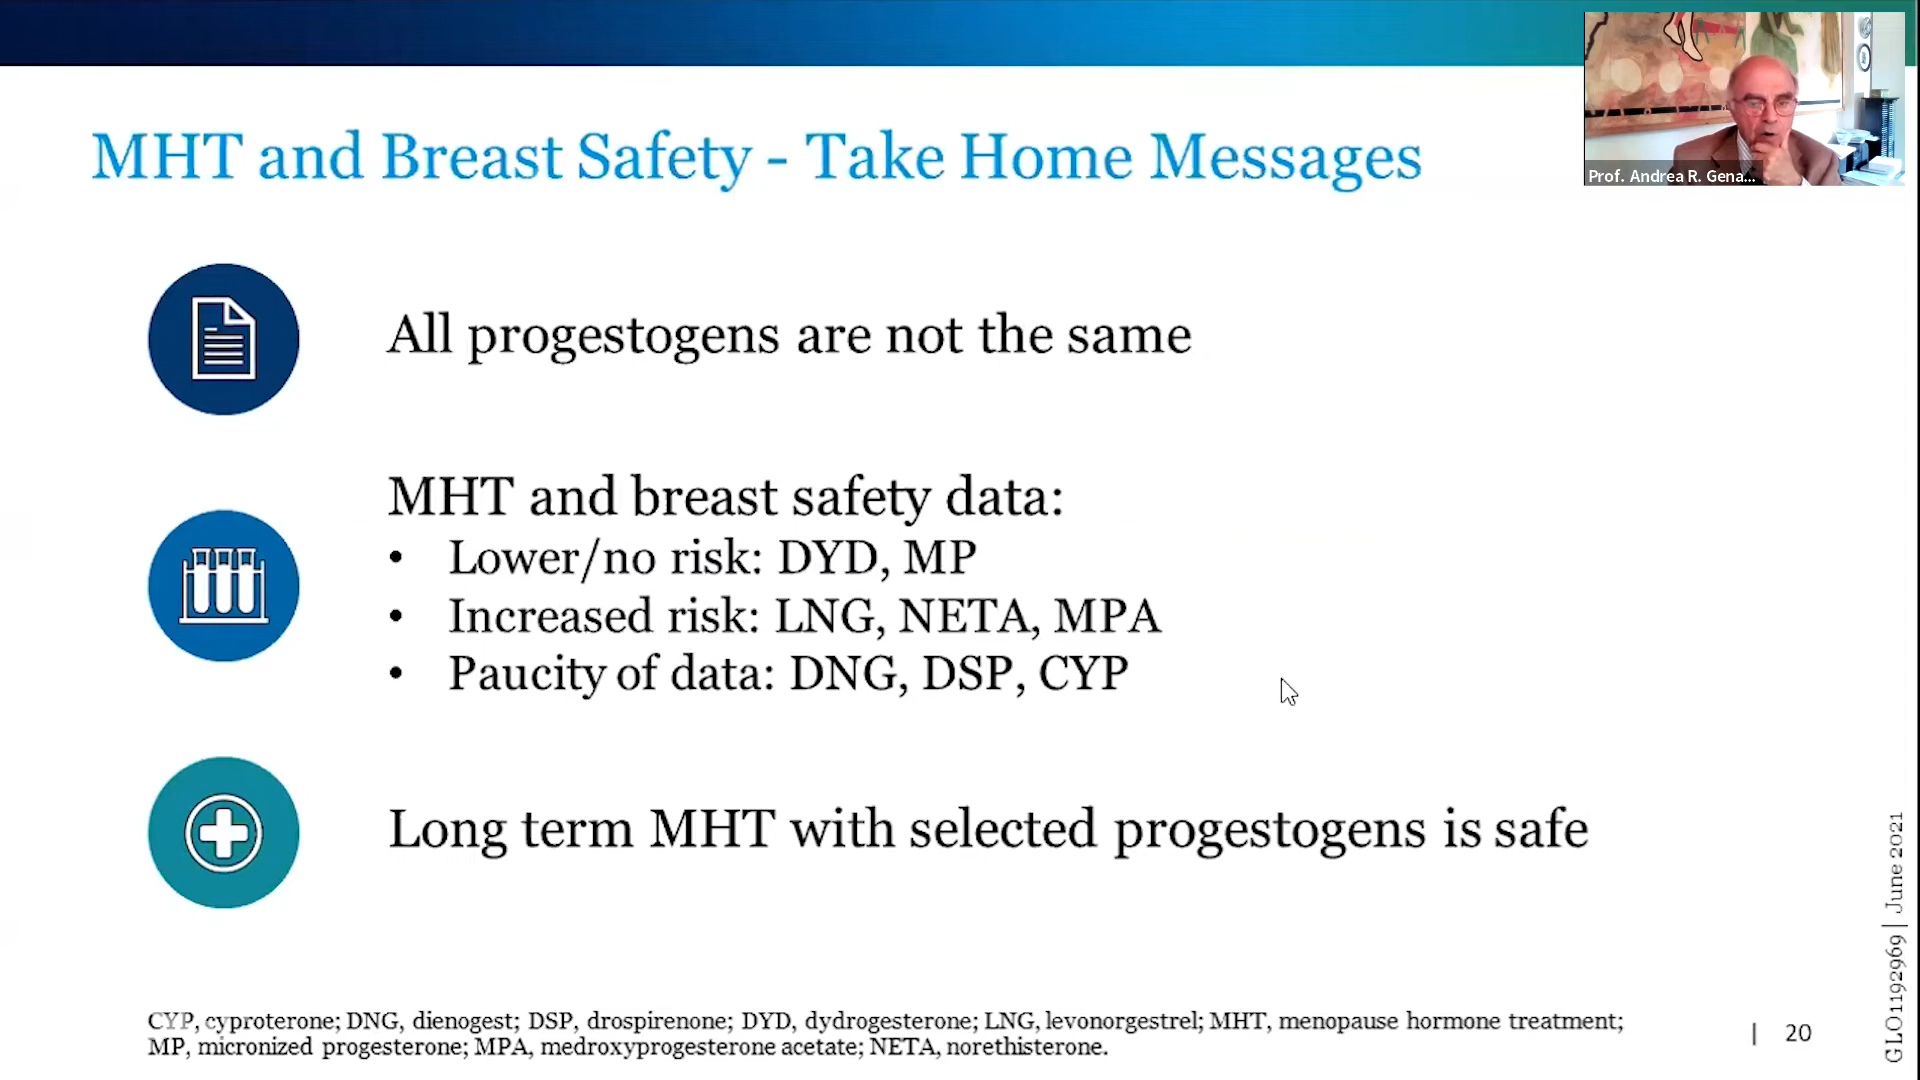 MHT and Breast Safety - Take Home Messages
Prof. Andrea R. Gena...
All progestogens are not the same
MHT and breast safety data:
• Lower/no risk: DYD, MP
• Increased risk: LNG, NETA, MPA
• Paucity of data: DNG, DSP, CYP
Long term MHT with selected progestogens is safe
CYP, cyproterone; DNG, dienogest; DSP, drospirenone; DYD, dydrogesterone; LNG, levonorgestrel; MHT, menopause hormone treatment;
MP, micronized progesterone; MPA, medroxyprogesterone acetate; NETA, norethisterone.
| 20
GLO1192969 | June 2021